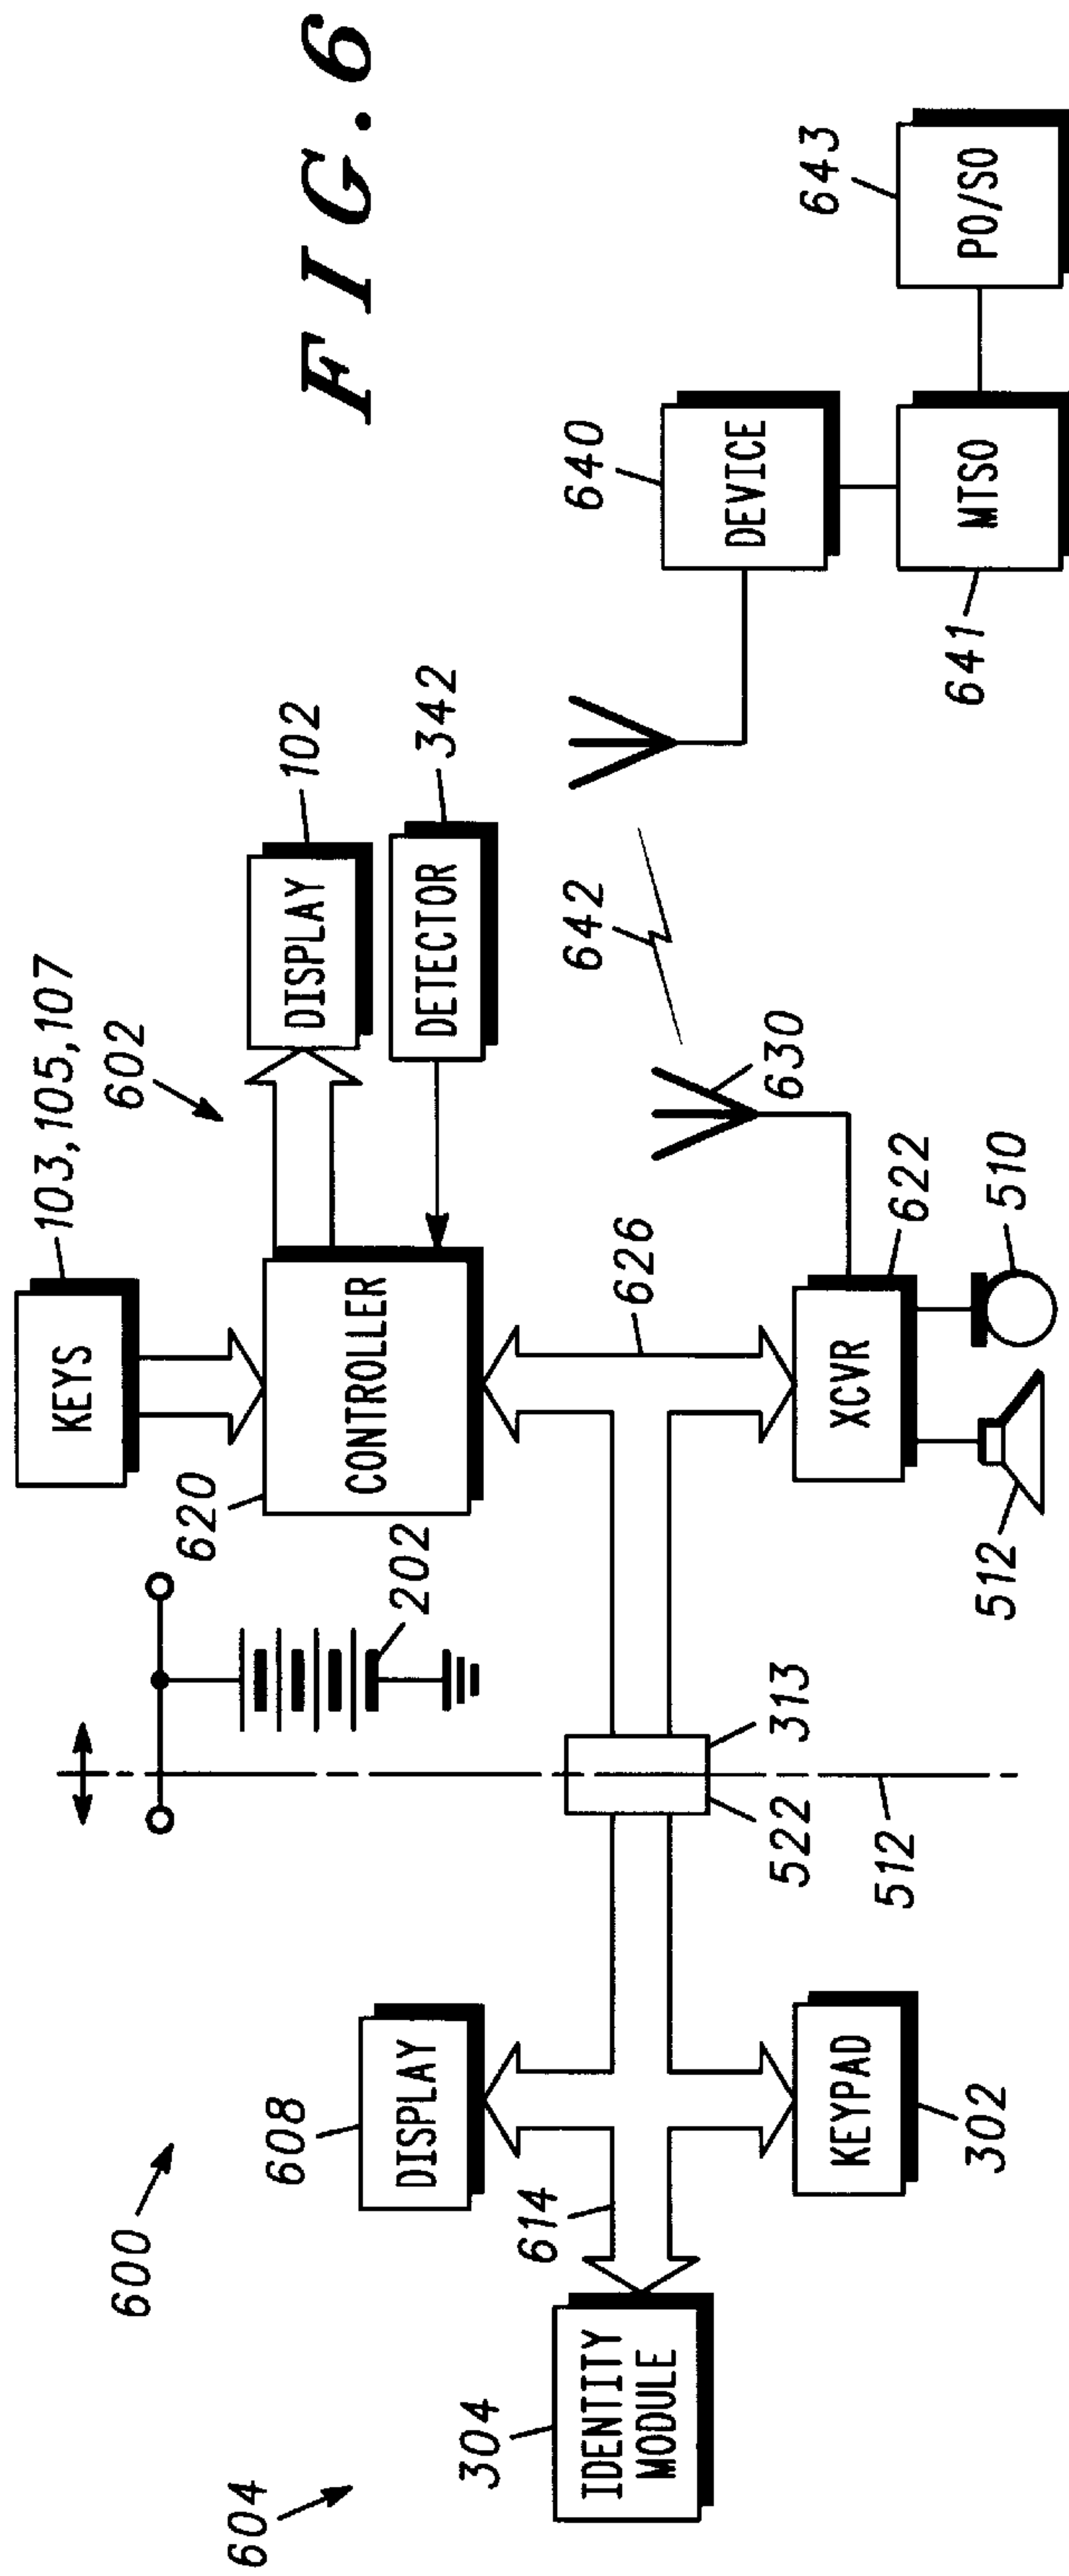 FIG. 6
600
604
602
KEYS
103, 105, 107
620
CONTROLLER
DISPLAY
102
DETECTOR
342
202
608
DISPLAY
304
IDENTITY
MODULE
614
KEYPAD
302
522
313
512
626
XCVR
622
512
510
630
642
640
DEVICE
641
MTSO
643
PO/SO